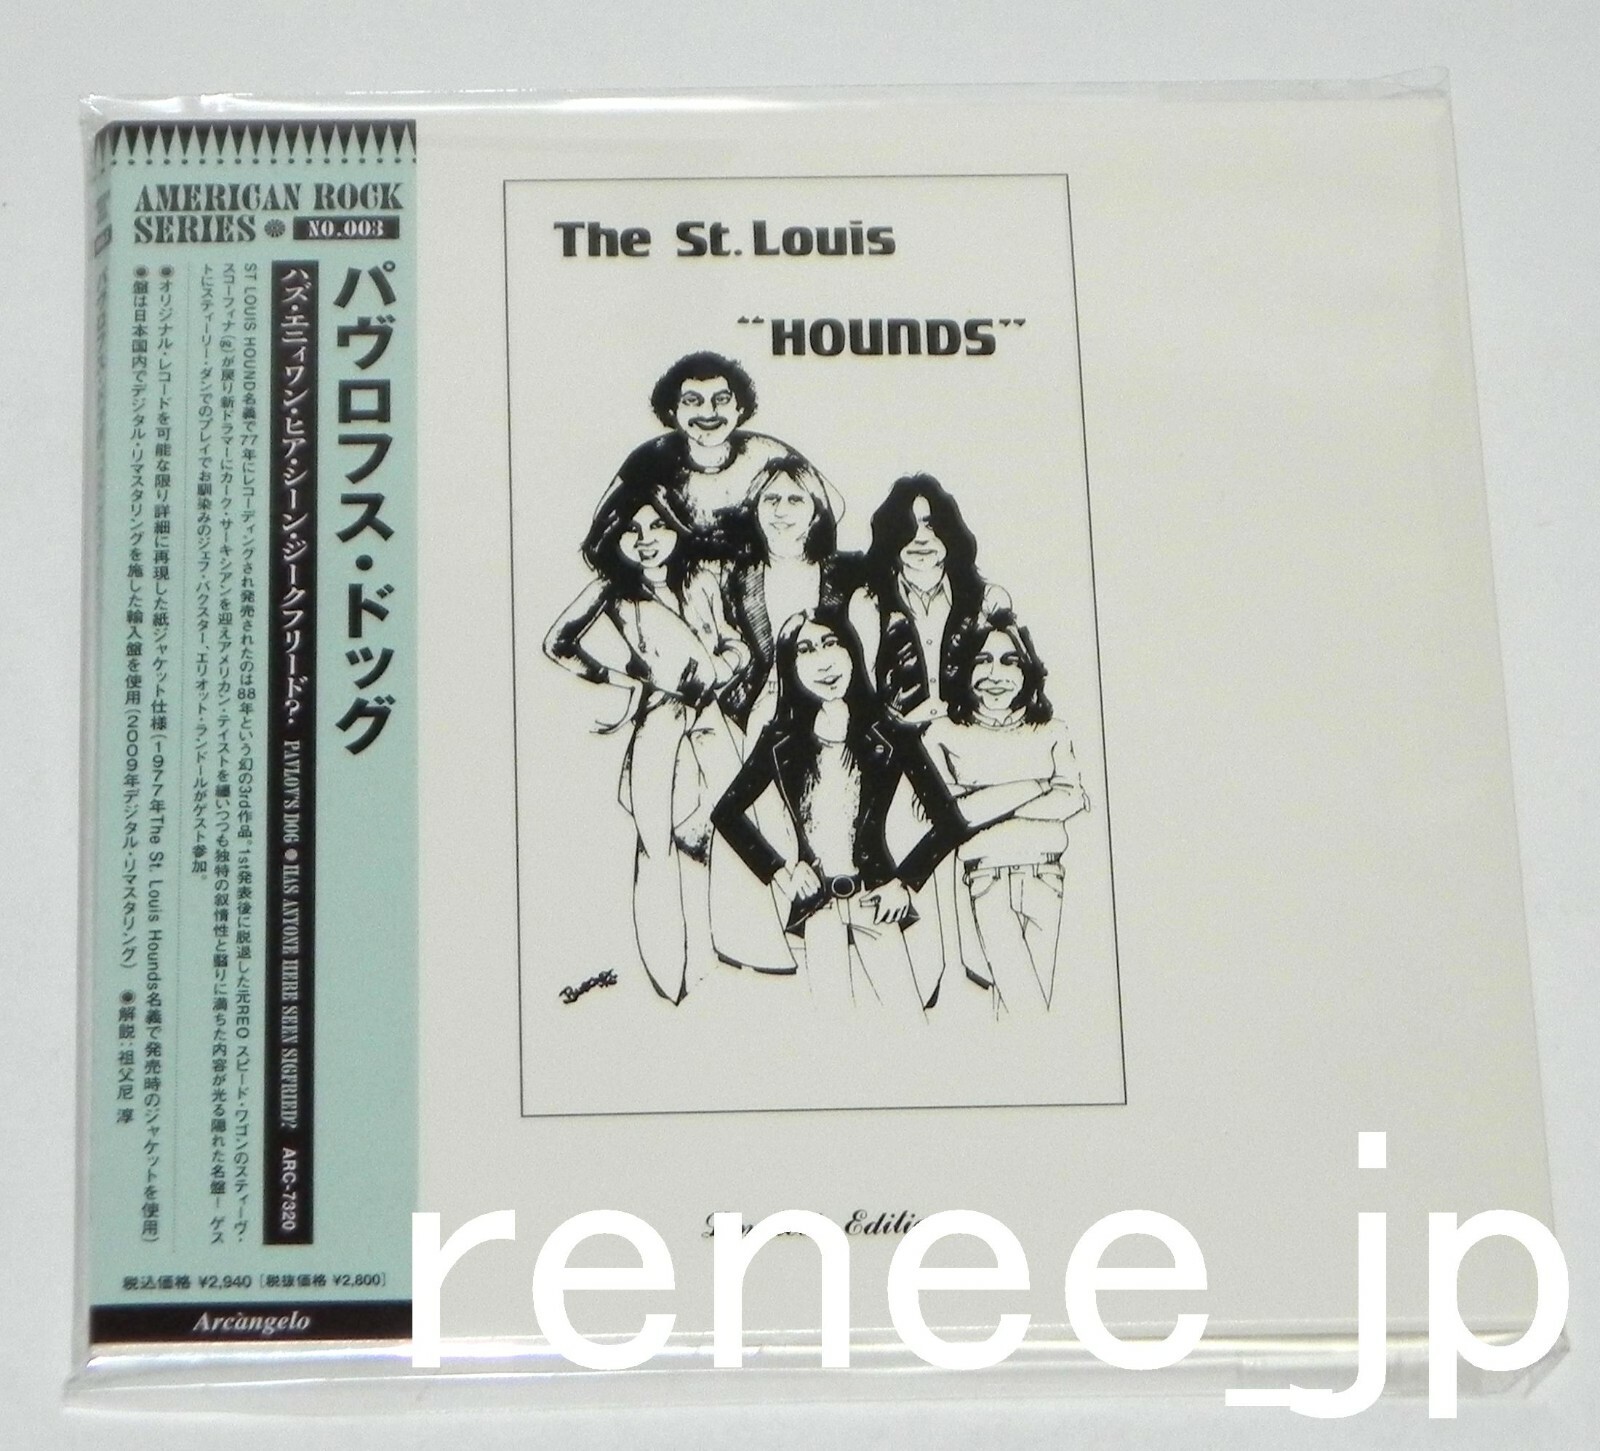 AMERICAN ROCK
SERIES NO.003
パヴロフス・ドッグ
ハズ・エニィワン・ヒア・シーン・ジークフリード? PAVLOV'S DOG ● HAS ANYONE HERE SEEN SIGFRIED? ARC-7320
ST LOUIS HOUND名義で77年にレコーディングされ発売されたのは88年という幻の3rd作品。1st発表後に脱退した元REO スピード・ワゴンのスティーヴ・
スコーフィナ(g)が戻り新ドラマーにカーク・サーキシアンを迎えアメリカン・テイストを纏いつつも独特の叙情性と翳りに満ちた内容が光る隠れた名盤! ゲス
トにスティーリー・ダンでのプレイでお馴染みのジェフ・バクスター、エリオット・ランドールがゲスト参加。
●オリジナル・レコードを可能な限り詳細に再現した紙ジャケット仕様(1977年The St. Louis Hounds名義で発売時のジャケットを使用)
●盤は日本国内でデジタル・リマスタリングを施した輸入盤を使用(2009年デジタル・リマスタリング) ●解説:祖父尼 淳
税込価格 ¥2,940 [税抜価格 ¥2,800]
Arcàngelo
The St. Louis
"HOUNDS"
renee_jp